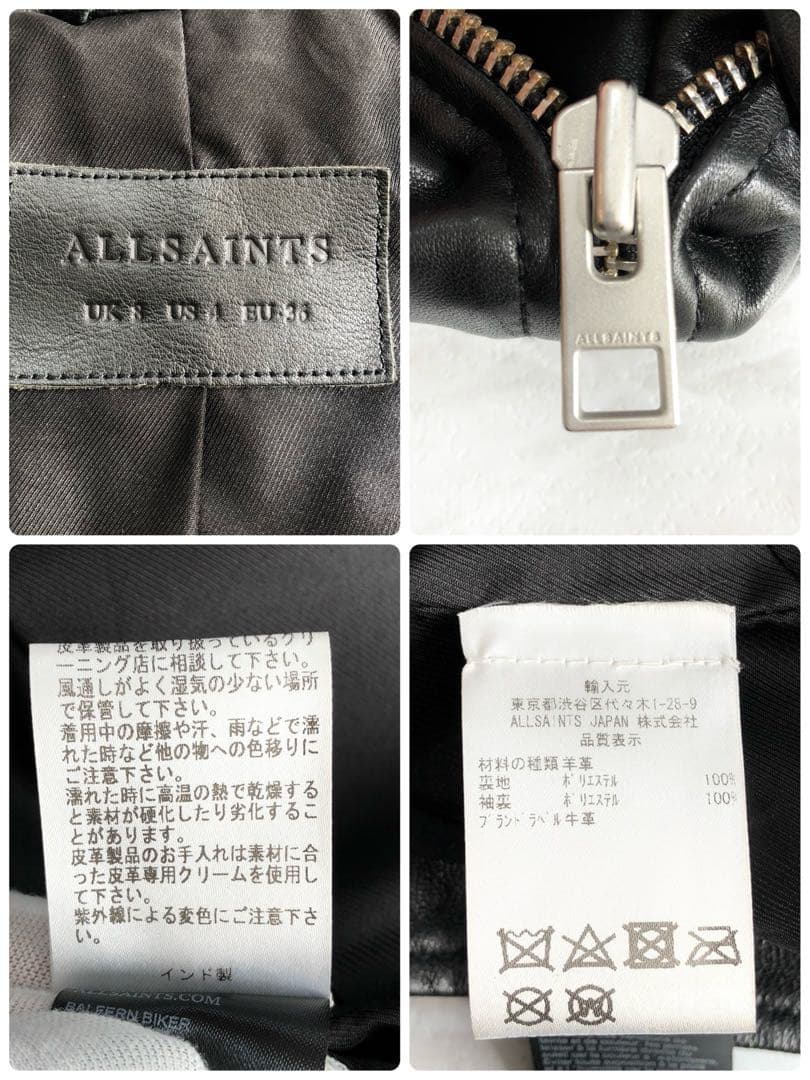 ALLSAINTS
UK-8 US-4 EU-36
ALLSAINTS
皮革製品を取り扱っているクリ
ーニング店に相談して下さい。
風通しがよく湿気の少ない場所
で保管して下さい。
着用中の摩擦や汗、雨などで濡
れた時など他の物への色移りに
ご注意下さい。
濡れた時に高温の熱で乾燥する
と素材が硬化したり劣化するこ
とがあります。
皮革製品のお手入れは素材に合
った皮革専用クリームを使用し
て下さい。
紫外線による変色にご注意下さ
い。
インド製
ALLSAINTS.COM
BALFERN BIKER
輸入元
東京都渋谷区代々木1-28-9
ALLSAINTS JAPAN 株式会社
品質表示
材料の種類 羊革
裏地 ポリエステル 100%
袖裏 ポリエステル 100%
ブランドラベル 牛革